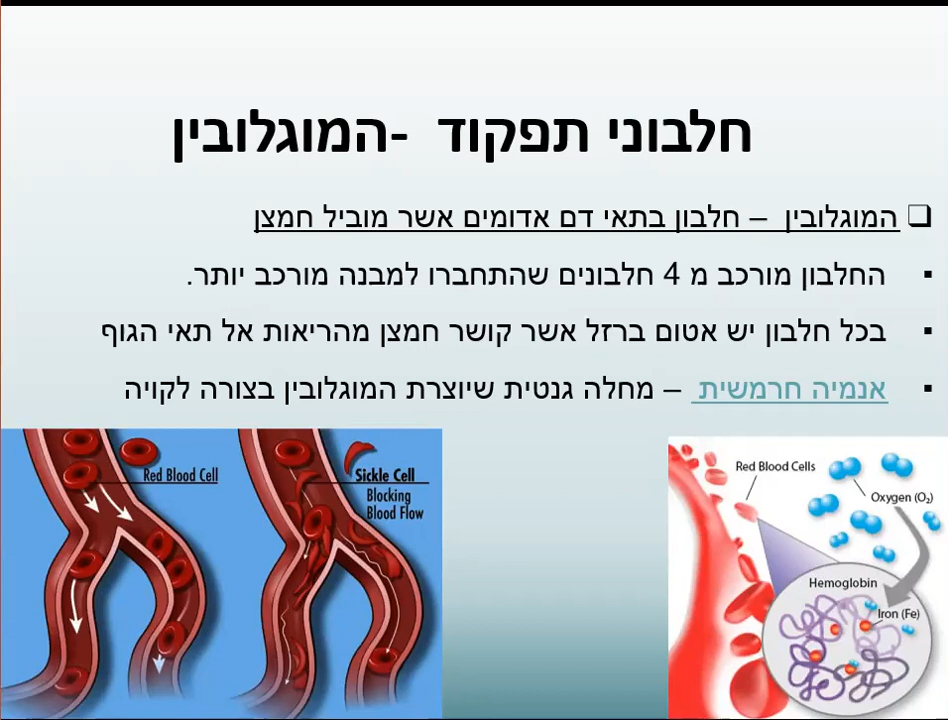 חלבוני תפקוד -המוגלובין
❑ המוגלובין – חלבון בתאי דם אדומים אשר מוביל חמצן
▪ החלבון מורכב מ 4 חלבונים שהתחברו למבנה מורכב יותר.
▪ בכל חלבון יש אטום ברזל אשר קושר חמצן מהריאות אל תאי הגוף
▪ אנמיה חרמשית – מחלה גנטית שיוצרת המוגלובין בצורה לקויה
Red Blood Cell
Sickle Cell
Blocking
Blood Flow
Red Blood Cells
Oxygen (O₂)
Hemoglobin
Iron (Fe)